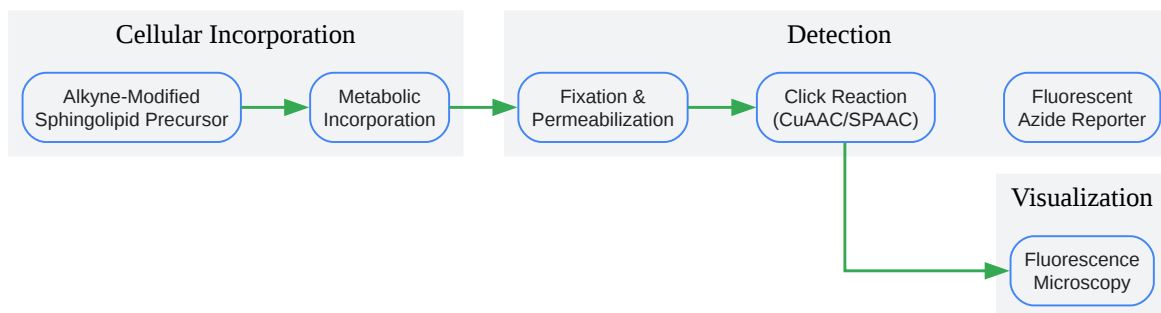 Cellular Incorporation
Alkyne-Modified
Sphingolipid Precursor
Metabolic
Incorporation
Detection
Fixation &
Permeabilization
Click Reaction
(CuAAC/SPAAC)
Fluorescent
Azide Reporter
Visualization
Fluorescence
Microscopy